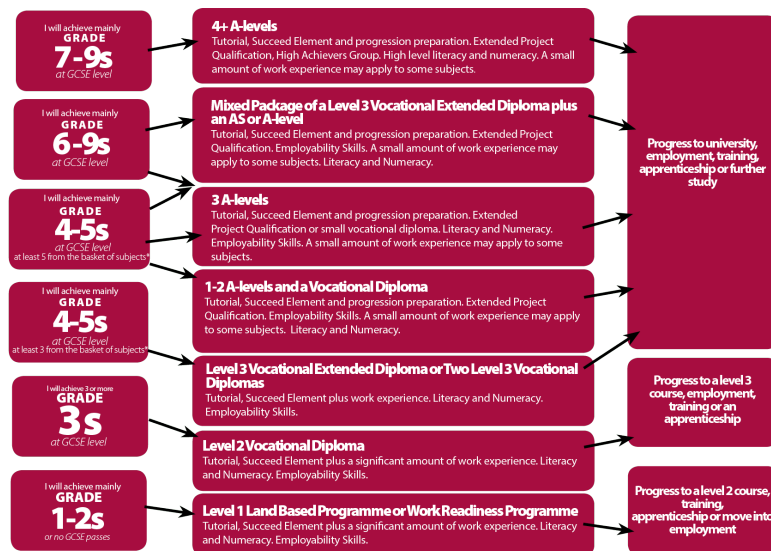 I will achieve mainly
GRADE
7-9s
at GCSE level
4+ A-levels
Tutorial, Succeed Element and progression preparation. Extended Project
Qualification, High Achievers Group. High level literacy and numeracy. A small
amount of work experience may apply to some subjects.
I will achieve mainly
GRADE
6-9s
at GCSE level
Mixed Package of a Level 3 Vocational Extended Diploma plus
an AS or A-level
Tutorial, Succeed Element and progression preparation. Extended Project
Qualification. Employability Skills. A small amount of work experience may
apply to some subjects. Literacy and Numeracy.
I will achieve mainly
GRADE
4-5s
at GCSE level
at least 5 from the basket of subjects*
3 A-levels
Tutorial, Succeed Element and progression preparation. Extended
Project Qualification or small vocational diploma. Literacy and Numeracy.
Employability Skills. A small amount of work experience may apply to some
subjects.
1-2 A-levels and a Vocational Diploma
Tutorial, Succeed Element and progression preparation. Extended Project
Qualification. Employability Skills. A small amount of work experience may apply
to some subjects. Literacy and Numeracy.
I will achieve mainly
GRADE
4-5s
at GCSE level
at least 3 from the basket of subjects*
Level 3 Vocational Extended Diploma or Two Level 3 Vocational
Diplomas
Tutorial, Succeed Element plus work experience. Literacy and Numeracy.
Employability Skills.
I will achieve 3 or more
GRADE
3s
at GCSE level
Level 2 Vocational Diploma
Tutorial, Succeed Element plus a significant amount of work experience. Literacy
and Numeracy. Employability Skills.
I will achieve mainly
GRADE
1-2s
or no GCSE passes
Level 1 Land Based Programme or Work Readiness Programme
Tutorial, Succeed Element plus a significant amount of work experience. Literacy
and Numeracy. Employability Skills.
Progress to university,
employment, training,
apprenticeship or further
study
Progress to a level 3
course, employment,
training or an
apprenticeship
Progress to a level 2 course,
training,
apprenticeship or move into
employment